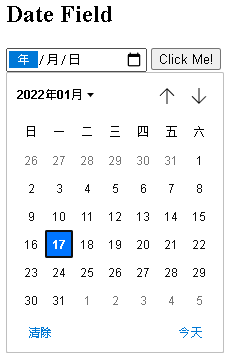 Date Field
年/月/日 Click Me!
2022年01月
日 一 二 三 四 五 六
26 27 28 29 30 31 1
2 3 4 5 6 7 8
9 10 11 12 13 14 15
16 17 18 19 20 21 22
23 24 25 26 27 28 29
30 31 1 2 3 4 5
清除 今天